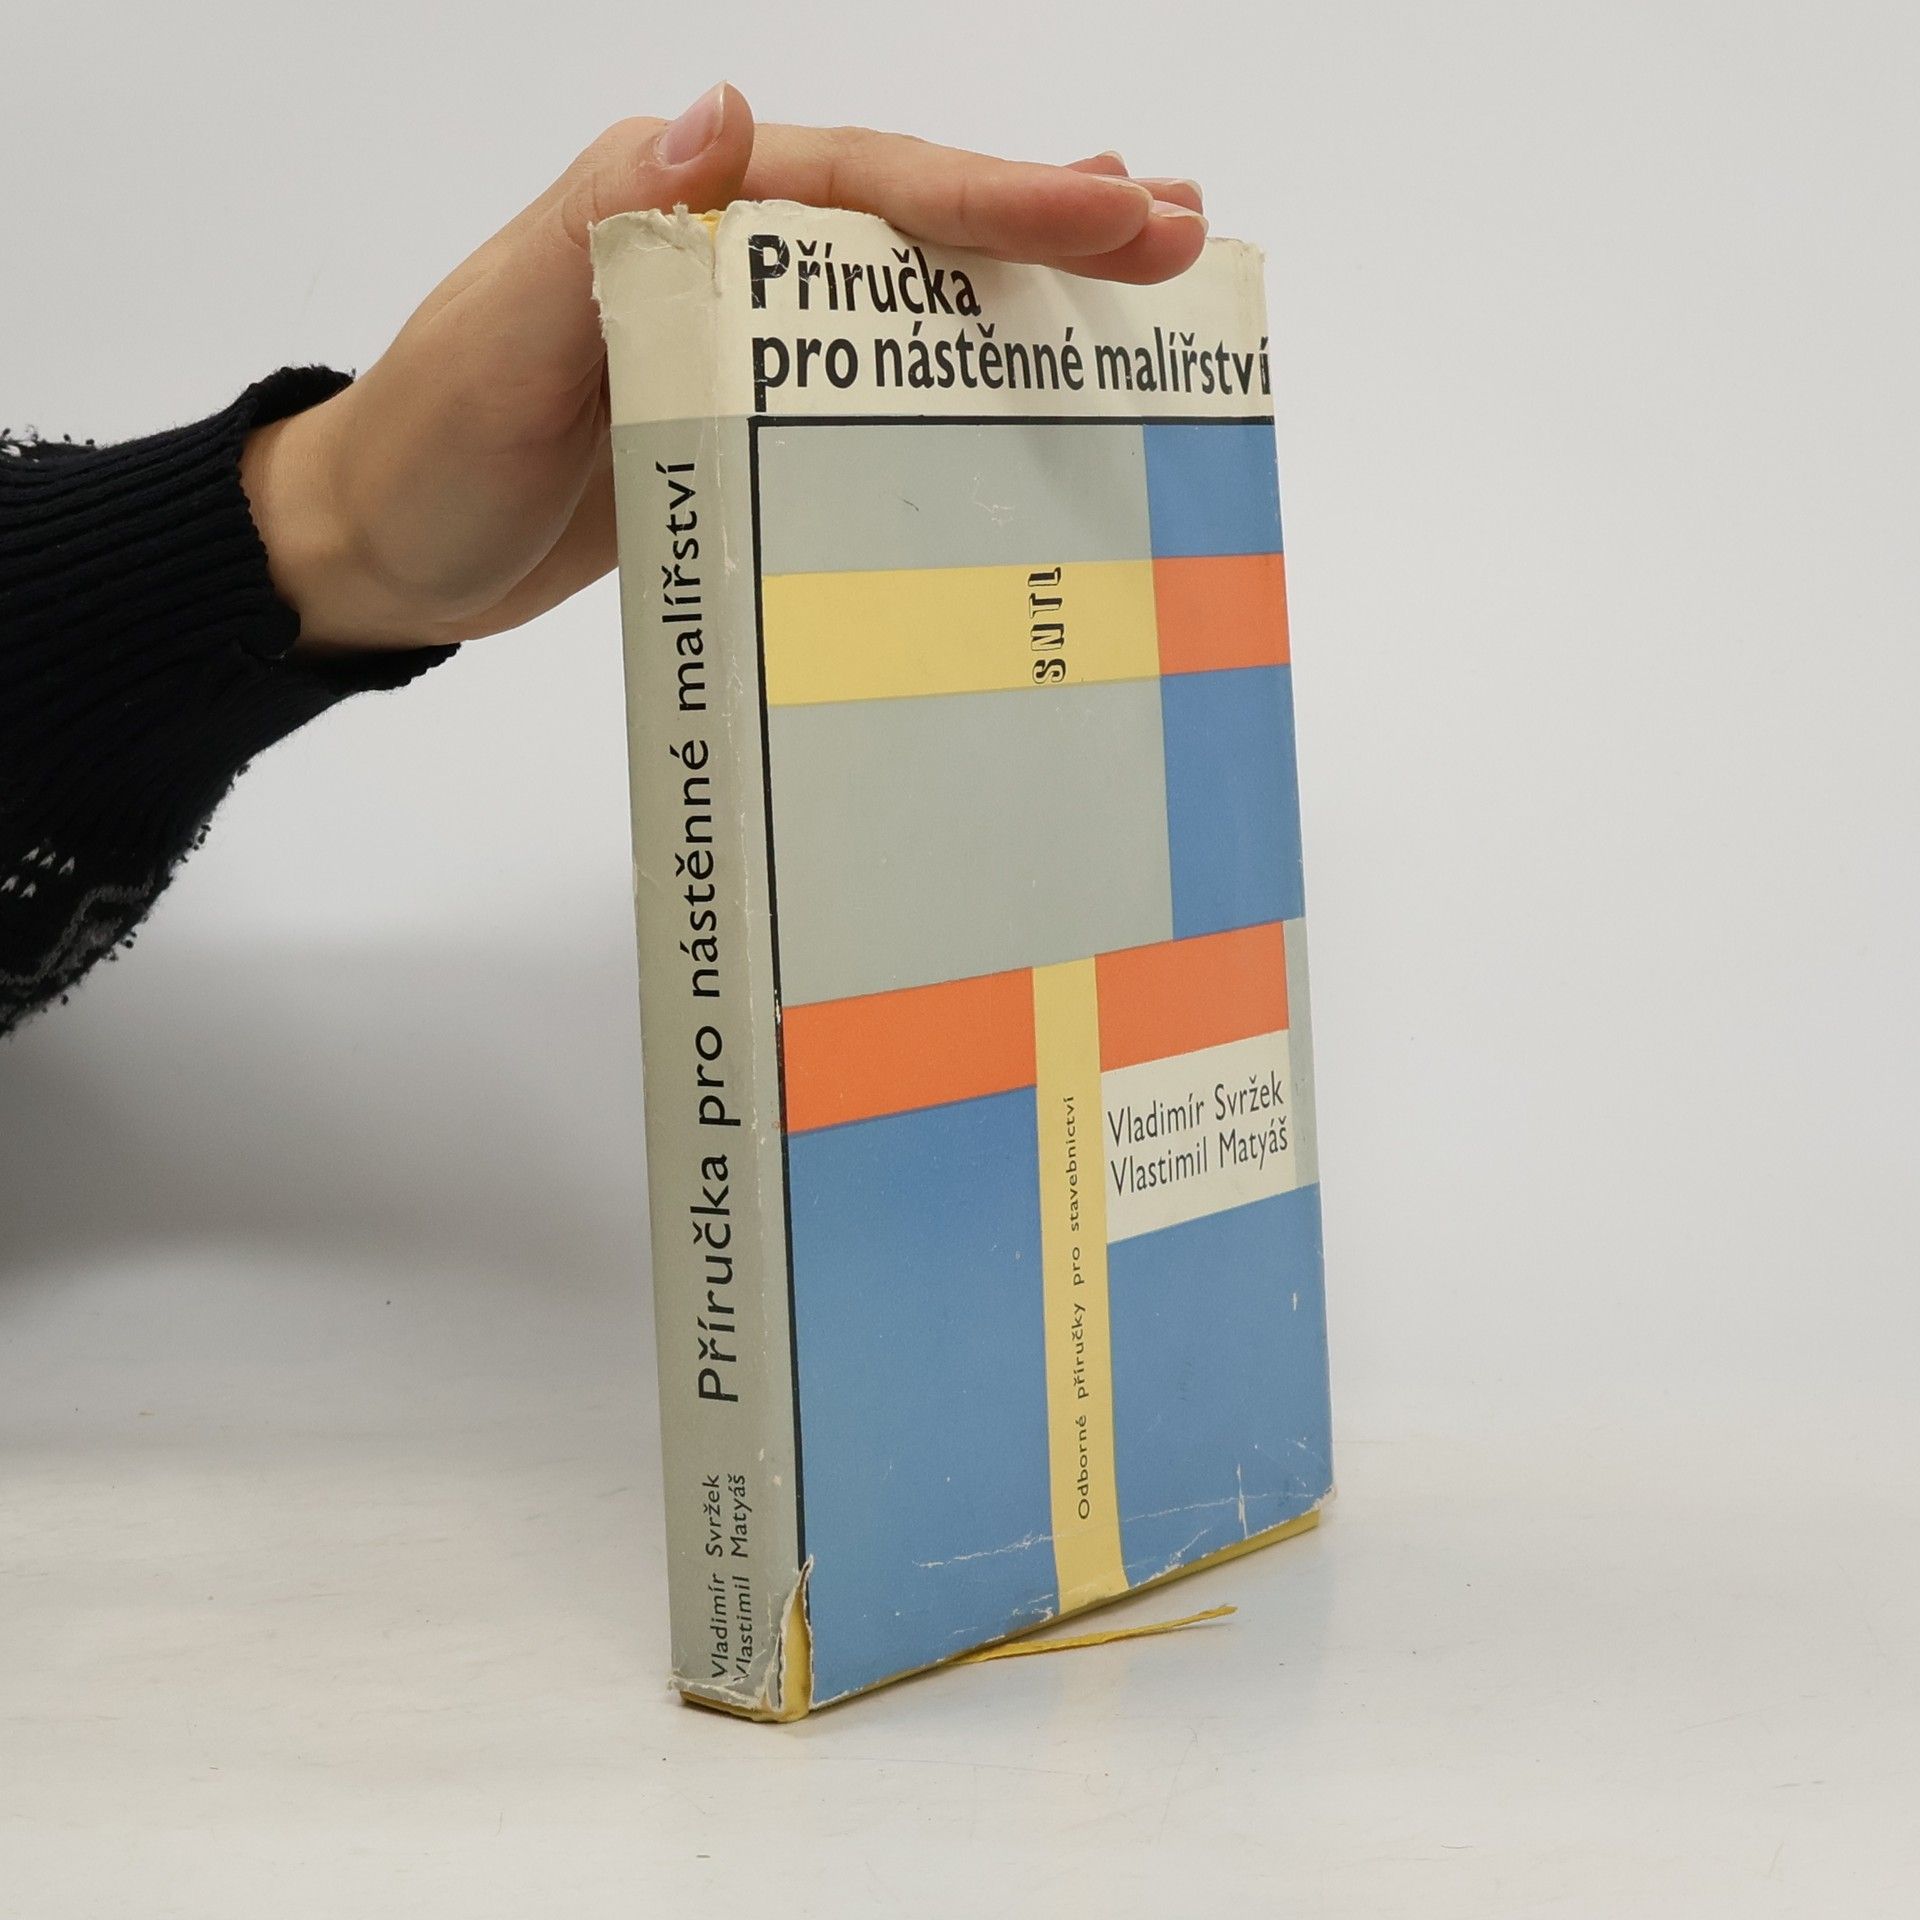 Příručka
pro nástěnné malířství
SNTL
Vladimír Svržek
Vlastimil Matyáš
Odborné příručky pro stavebnictví
Příručka pro nástěnné malířství
Vladimír Svržek
Vlastimil Matyáš